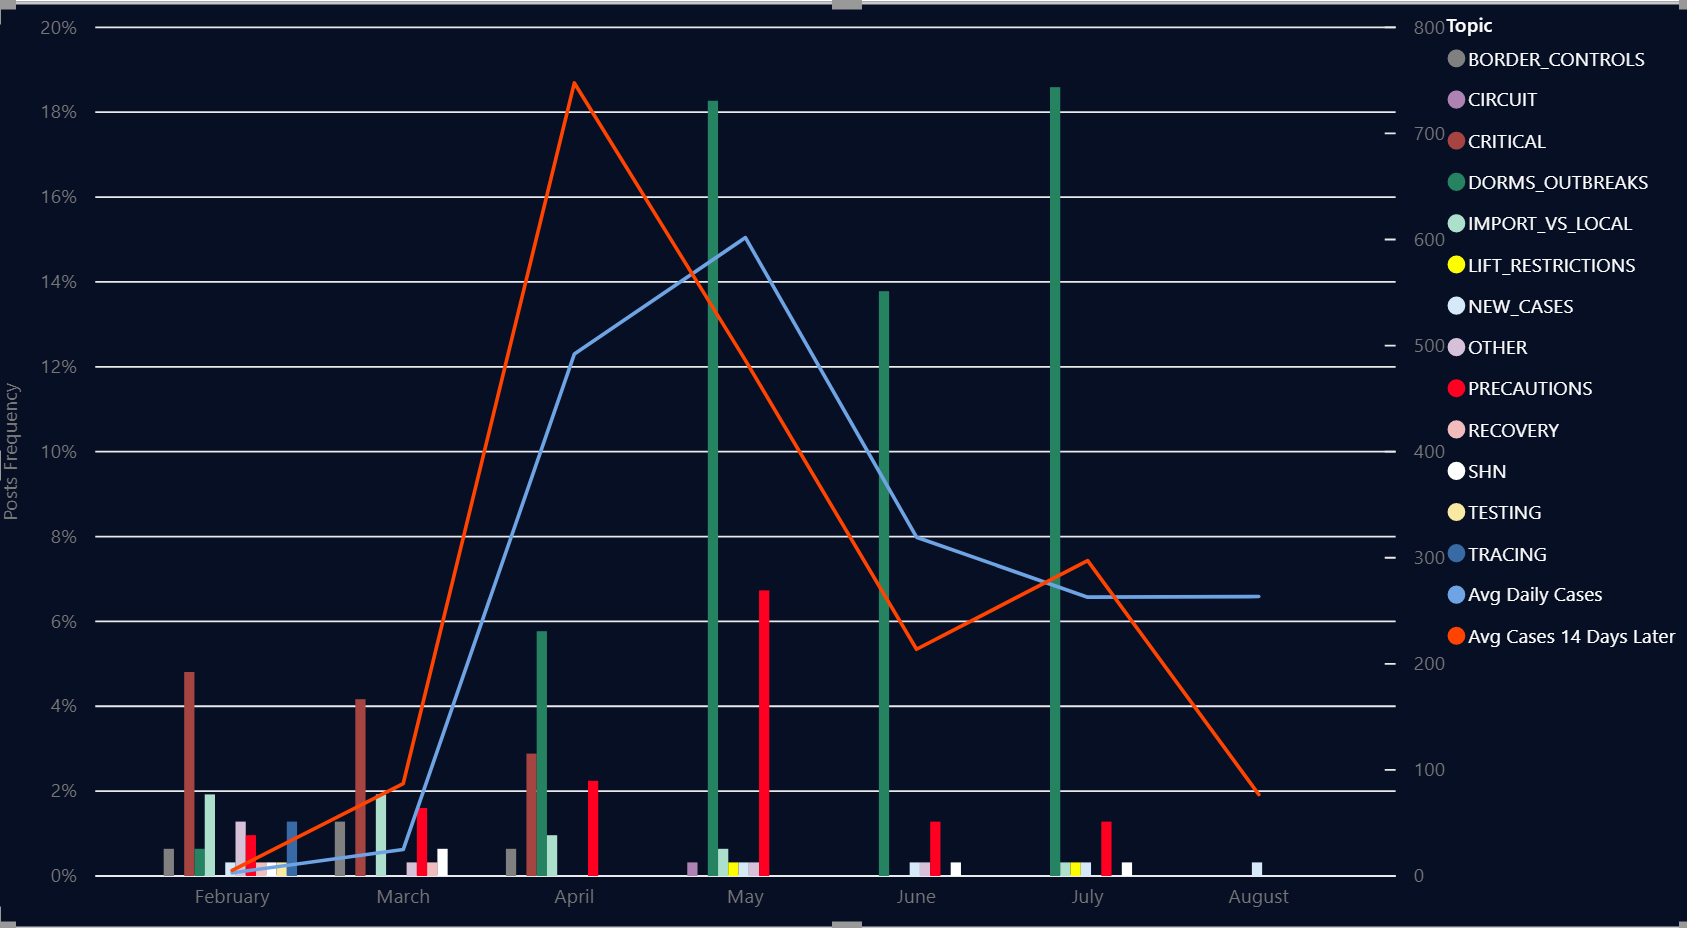 20%
18%
16%
14%
12%
10%
8%
6%
4%
2%
0%
Posts Frequency
February
March
April
May
June
July
August
800
700
600
500
400
300
200
100
0
Topic
BORDER_CONTROLS
CIRCUIT
CRITICAL
DORMS_OUTBREAKS
IMPORT_VS_LOCAL
LIFT_RESTRICTIONS
NEW_CASES
OTHER
PRECAUTIONS
RECOVERY
SHN
TESTING
TRACING
Avg Daily Cases
Avg Cases 14 Days Later